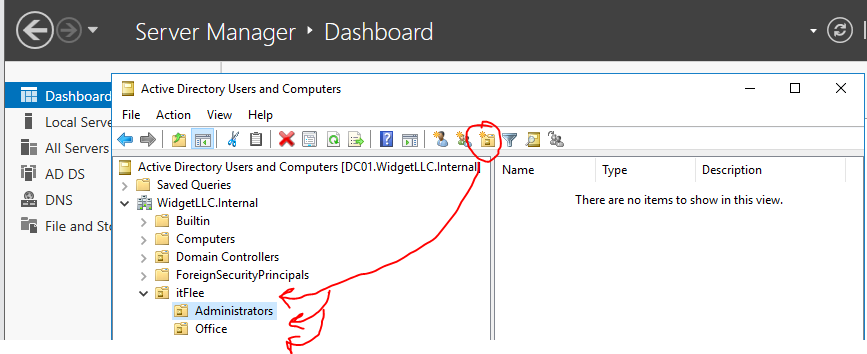 Server Manager ‣ Dashboard
Active Directory Users and Computers
File Action View Help
Dashboard
Local Serve
All Servers
AD DS
DNS
File and Sto
Active Directory Users and Computers [DC01.WidgetLLC.Internal]
Saved Queries
WidgetLLC.Internal
Builtin
Computers
Domain Controllers
ForeignSecurityPrincipals
itFlee
Administrators
Office
Name Type Description
There are no items to show in this view.